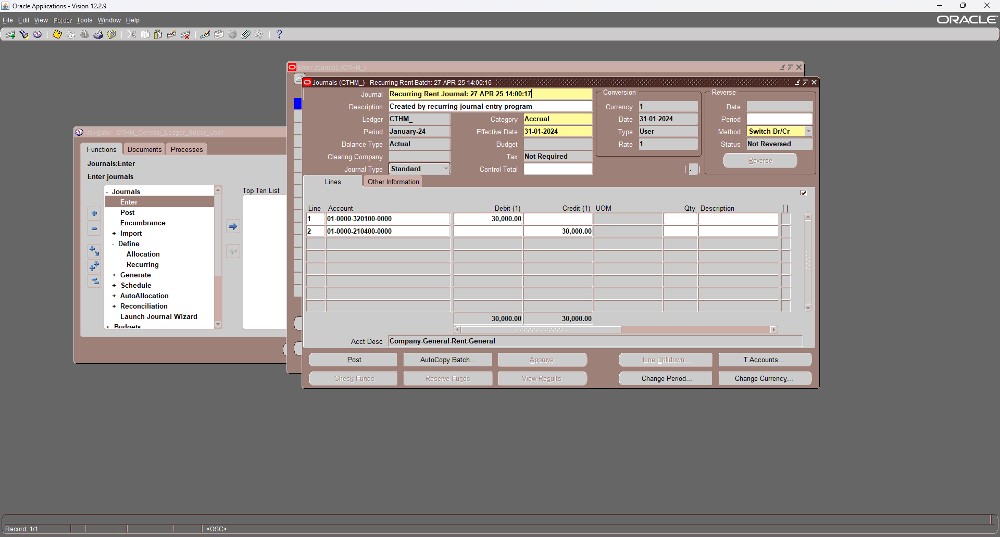 Oracle Applications - Vision 12.2.9
File Edit View Folder Tools Window Help
ORACLE
Enter Journals (CTHM_)
Journals (CTHM_) - Recurring Rent Batch: 27-APR-25 14:00:16
Journal Recurring Rent Journal: 27-APR-25 14:00:17
Description Created by recurring journal entry program
Ledger CTHM_ Category Accrual
Period January-24 Effective Date 31-01-2024
Balance Type Actual Budget
Clearing Company Tax Not Required
Journal Type Standard Control Total
Conversion
Currency 1
Date 31-01-2024
Type User
Rate 1
Reverse
Date
Period
Method Switch Dr/Cr
Status Not Reversed
Reverse
[ . ]
Lines Other Information
Line Account Debit (1) Credit (1) UOM Qty Description [ ]
1 01-0000-320100-0000 30,000.00
2 01-0000-210400-0000 30,000.00
30,000.00 30,000.00
Acct Desc Company-General-Rent-General
Post AutoCopy Batch... Approve Line Drilldown... T Accounts...
Check Funds Reserve Funds View Results Change Period... Change Currency...
Navigator - CTHM_General_Ledger_Super_User
Functions Documents Processes
Journals:Enter
Enter journals
Top Ten List
- Journals
Enter
Post
Encumbrance
+ Import
- Define
Allocation
Recurring
+ Generate
+ Schedule
+ AutoAllocation
+ Reconciliation
Launch Journal Wizard
+ Budgets
Record: 1/1 ... <OSC>